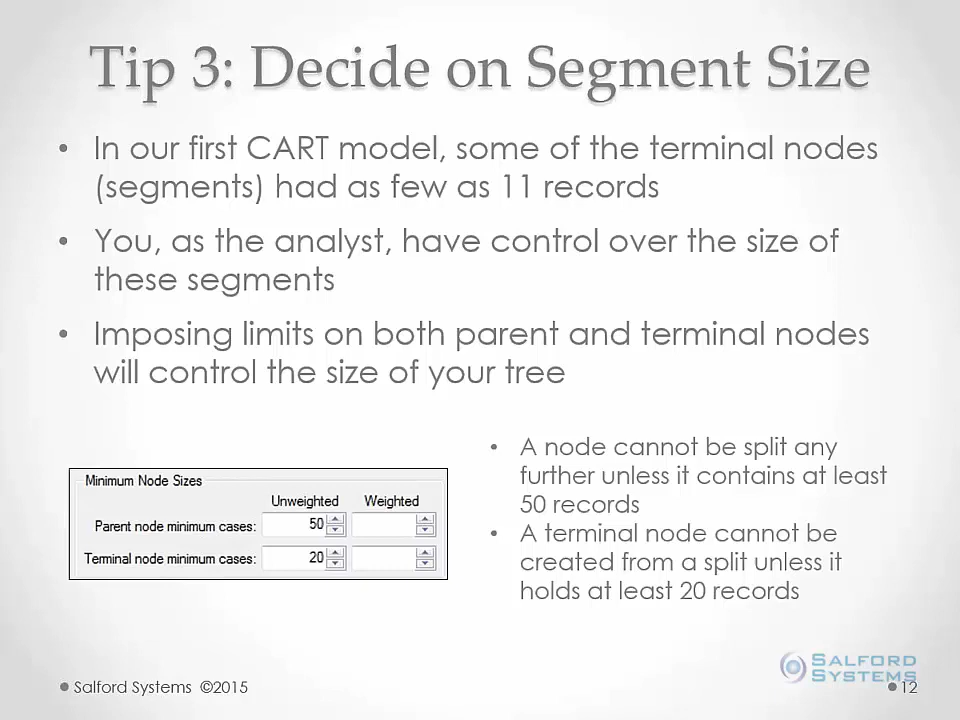 Tip 3: Decide on Segment Size
• In our first CART model, some of the terminal nodes
(segments) had as few as 11 records
• You, as the analyst, have control over the size of
these segments
• Imposing limits on both parent and terminal nodes
will control the size of your tree
Minimum Node Sizes
Unweighted Weighted
Parent node minimum cases: 50
Terminal node minimum cases: 20
• A node cannot be split any
further unless it contains at least
50 records
• A terminal node cannot be
created from a split unless it
holds at least 20 records
SALFORD
SYSTEMS
Salford Systems ©2015
12